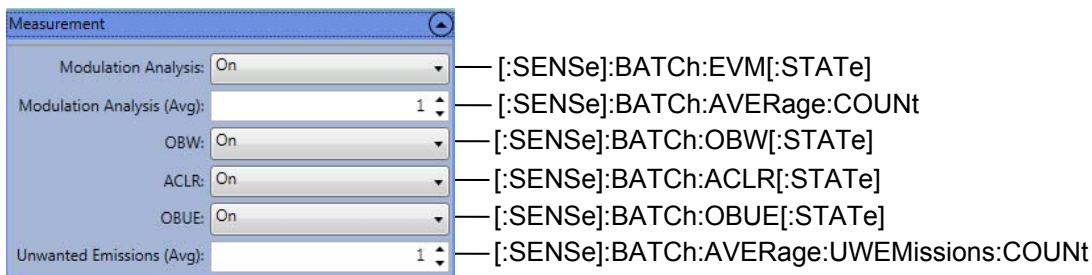 Measurement
Modulation Analysis: On [:SENSe]:BATCh:EVM[:STATe]
Modulation Analysis (Avg): 1 [:SENSe]:BATCh:AVERage:COUNt
OBW: On [:SENSe]:BATCh:OBW[:STATe]
ACLR: On [:SENSe]:BATCh:ACLR[:STATe]
OBUE: On [:SENSe]:BATCh:OBUE[:STATe]
Unwanted Emissions (Avg): 1 [:SENSe]:BATCh:AVERage:UWEMissions:COUNt